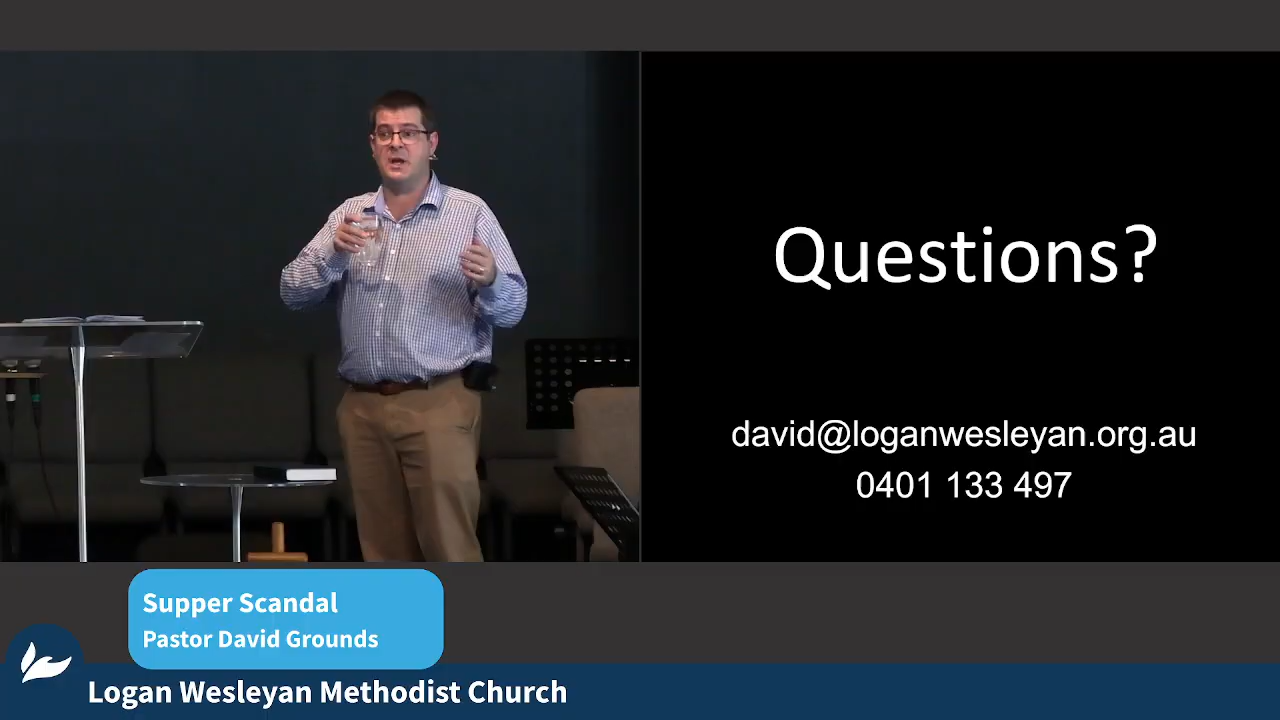 Questions?
david@loganwesleyan.org.au
0401 133 497
Supper Scandal
Pastor David Grounds
Logan Wesleyan Methodist Church